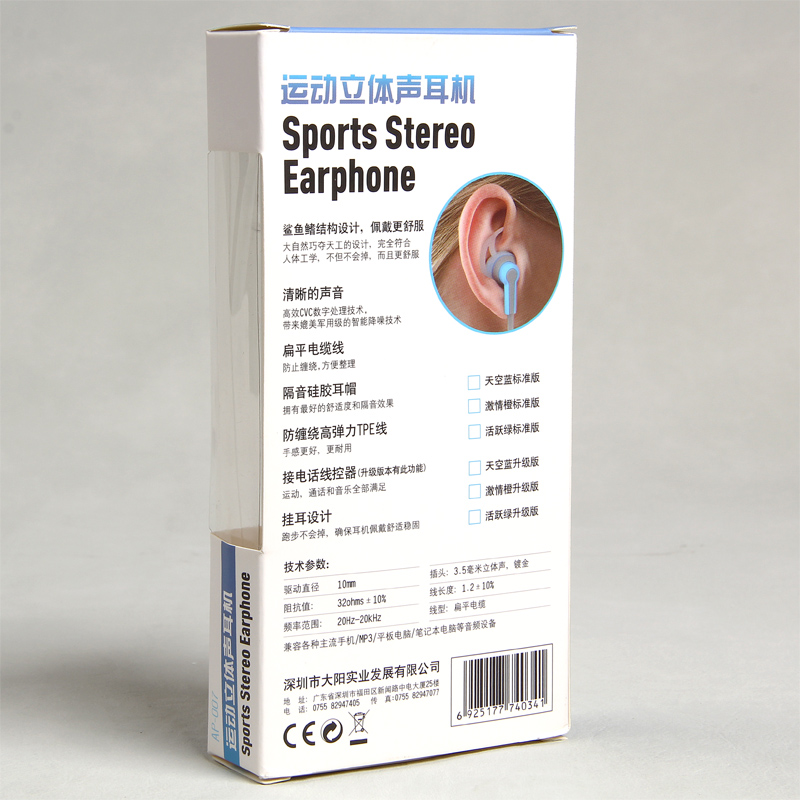 运动立体声耳机
Sports Stereo
Earphone
鲨鱼鳍结构设计，佩戴更舒服
大自然巧夺天工的设计，完全符合
人体工学，不但不会掉，而且更舒服
清晰的声音
高效CVC数字处理技术，
带来媲美军用级的智能降噪技术
扁平电缆线
防止缠绕，方便整理
隔音硅胶耳帽
拥有最好的舒适度和隔音效果
防缠绕高弹力TPE线
手感更好、更耐用
接电话线控器(升级版本有此功能)
运动、通话和音乐全部满足
挂耳设计
跑步不会掉，确保耳机佩戴舒适稳固
天空蓝标准版
激情橙标准版
活跃绿标准版
天空蓝升级版
激情橙升级版
活跃绿升级版
技术参数:
驱动直径 10mm
阻抗值: 32ohms±10%
频率范围: 20Hz-20kHz
插头: 3.5毫米立体声，镀金
线长度: 1.2±10%
线型: 扁平电缆
兼容各种主流手机/MP3/平板电脑/笔记本电脑等音频设备
深圳市大阳实业发展有限公司
地 址: 广东省深圳市福田区新闻路中电大厦25楼
电 话: 0755 82947405 传 真:0755 82947077
CE
6 925177 740341
AP-007
运动立体声耳机
Sports Stereo Earphone